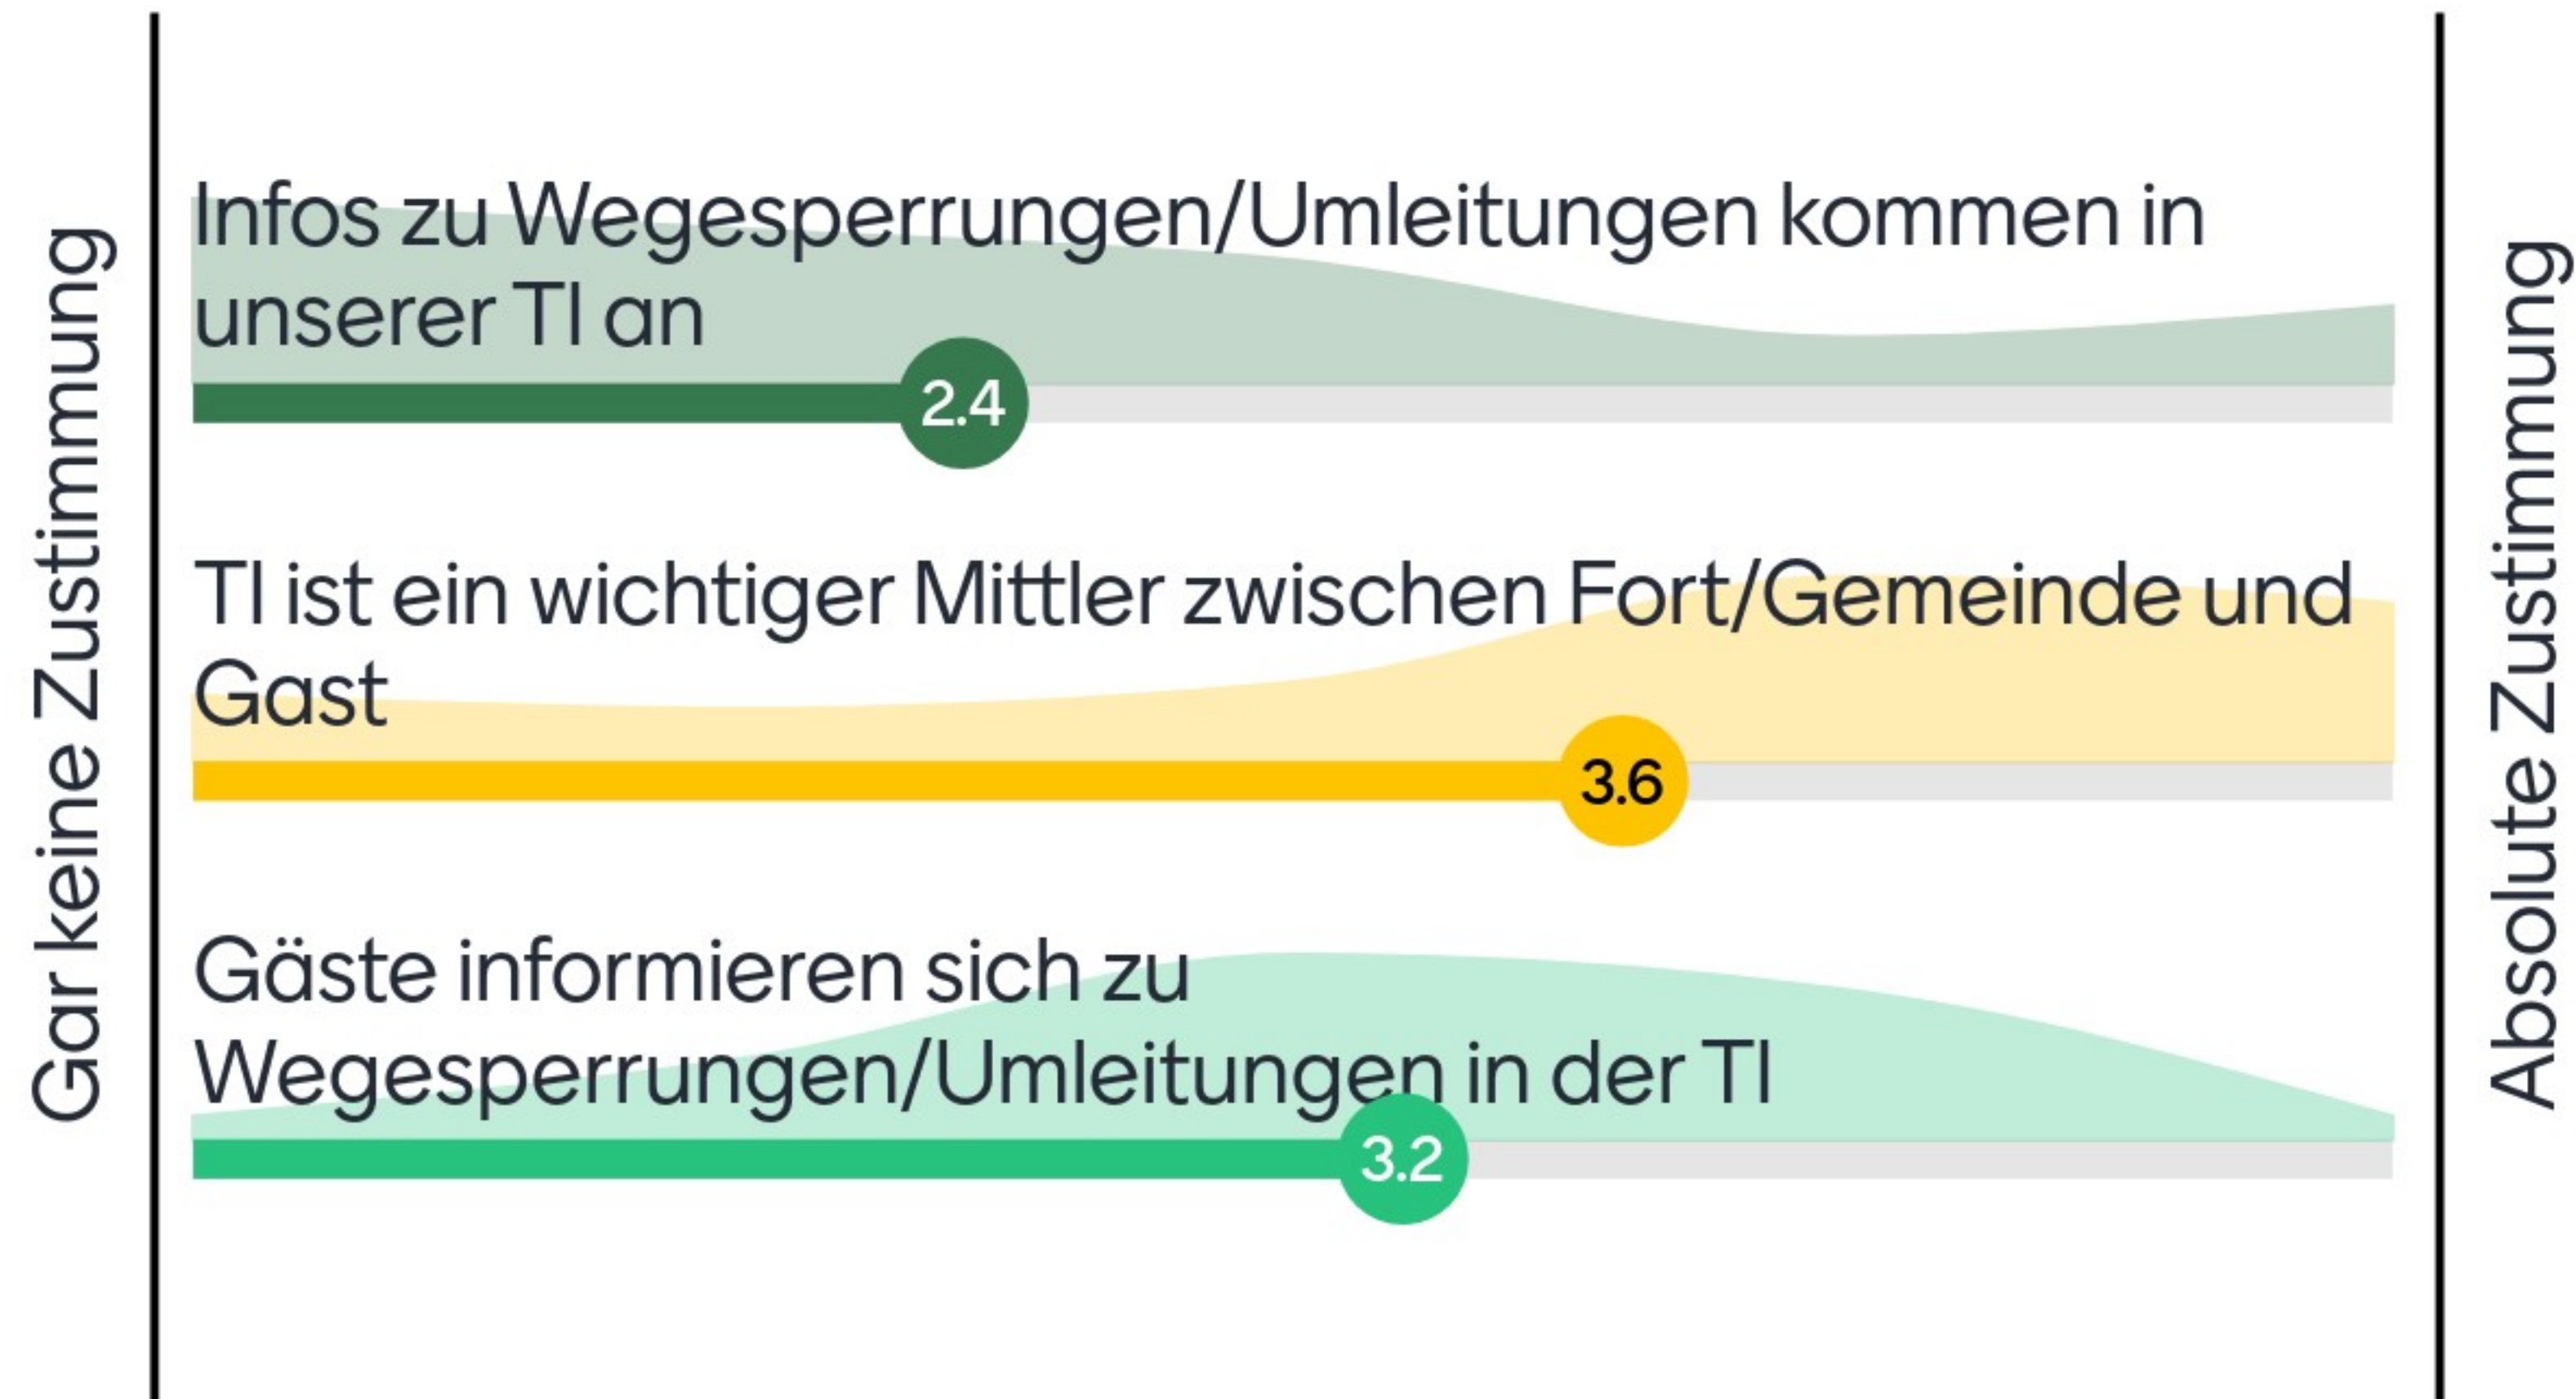 Gar keine Zustimmung
Infos zu Wegesperrungen/Umleitungen kommen in
unserer TI an
2.4
TI ist ein wichtiger Mittler zwischen Fort/Gemeinde und
Gast
3.6
Gäste informieren sich zu
Wegesperrungen/Umleitungen in der TI
3.2
Absolute Zustimmung